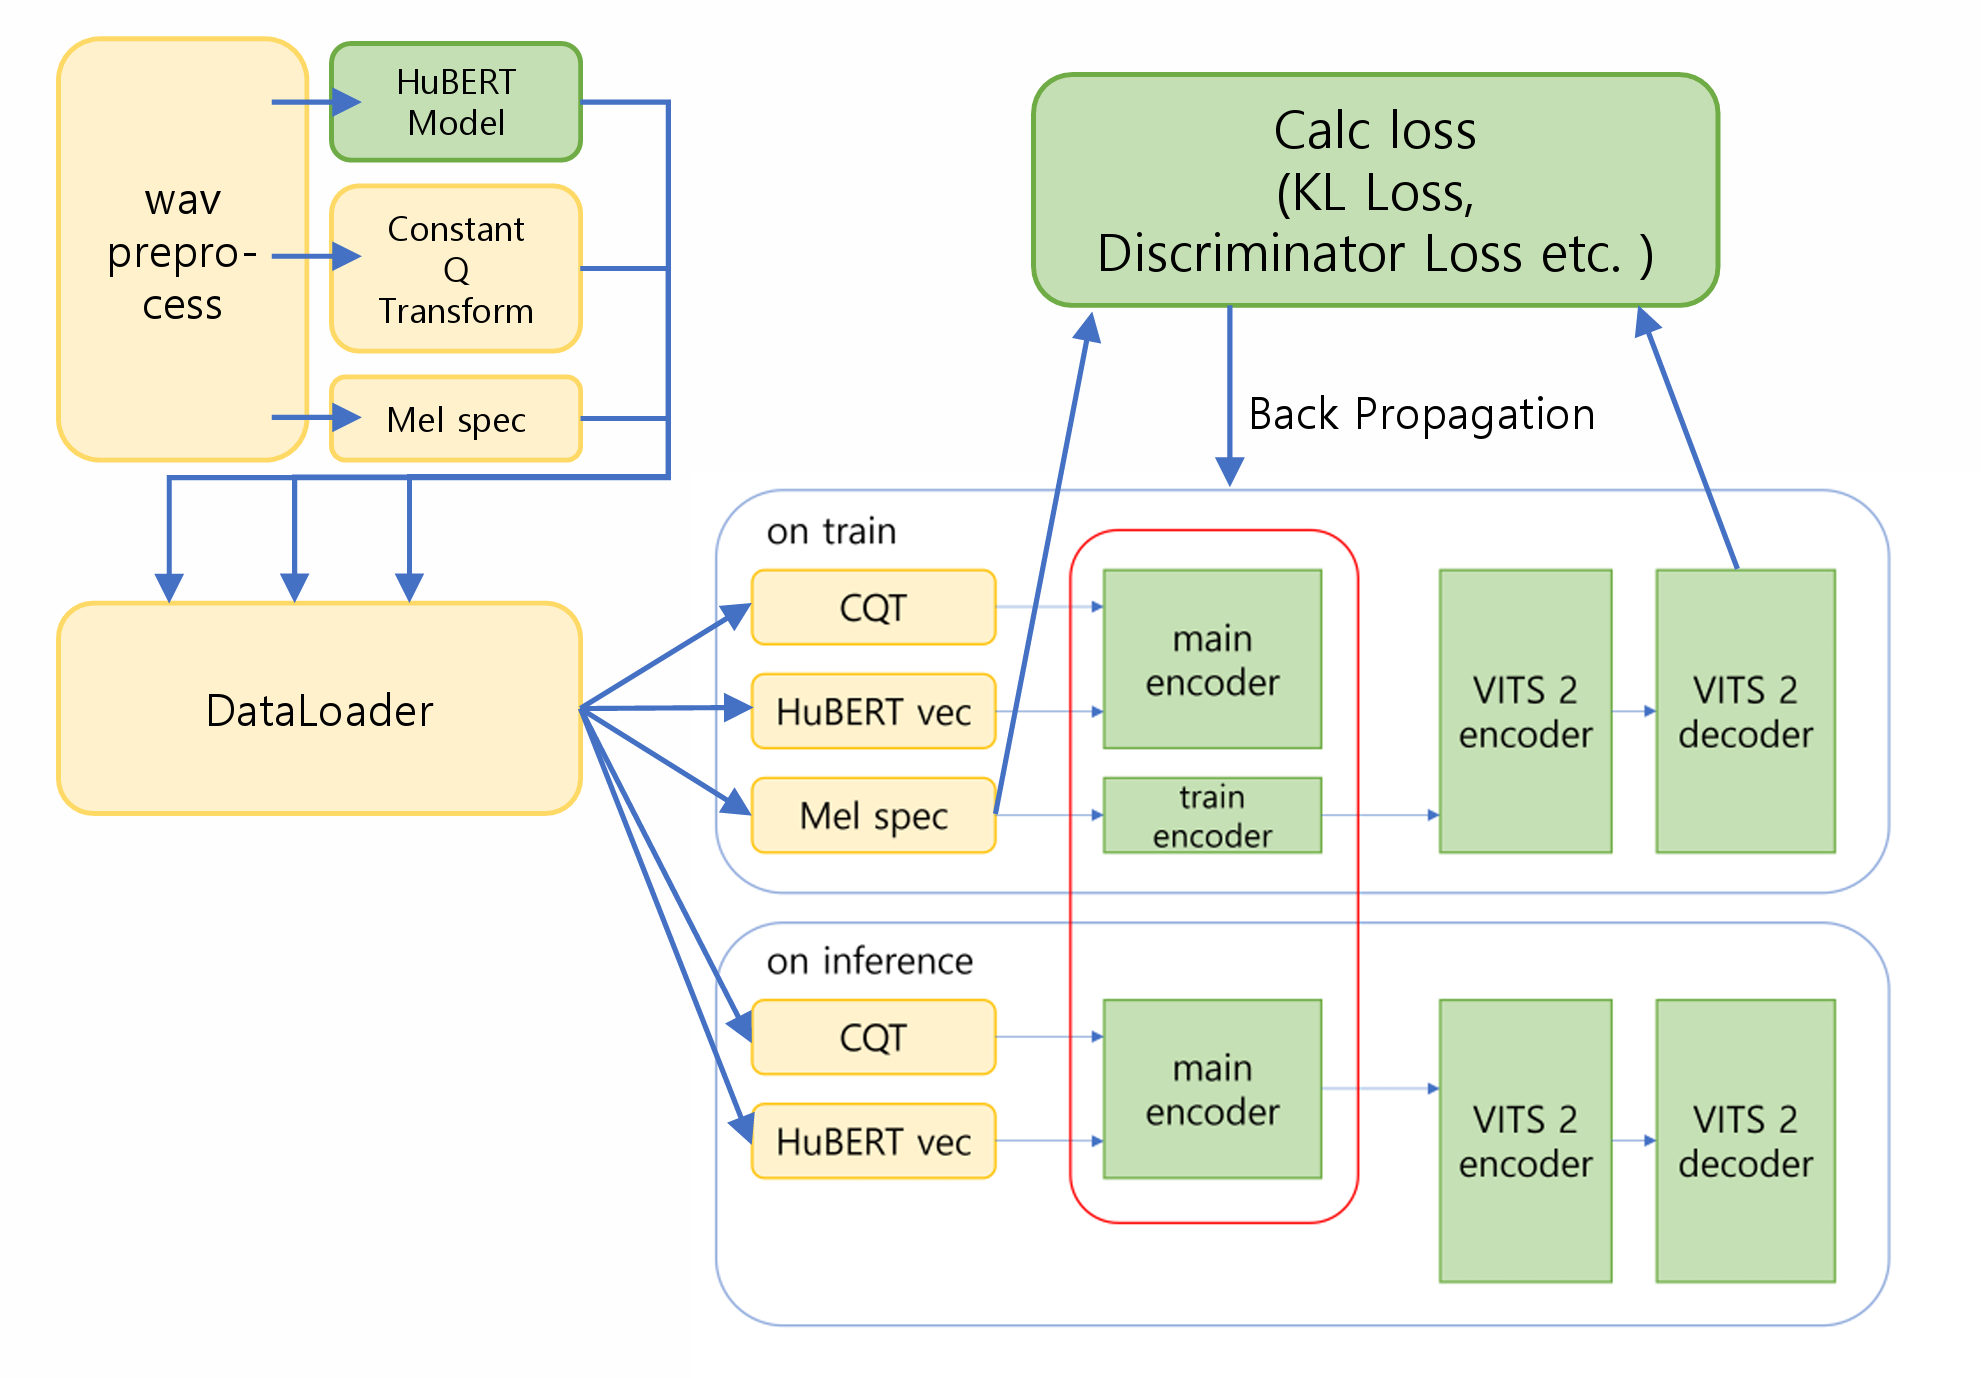 wav
prepro-
cess
HuBERT
Model
Constant
Q
Transform
Mel spec
DataLoader
Calc loss
(KL Loss,
Discriminator Loss etc. )
Back Propagation
on train
CQT
HuBERT vec
Mel spec
main
encoder
train
encoder
VITS 2
encoder
VITS 2
decoder
on inference
CQT
HuBERT vec
main
encoder
VITS 2
encoder
VITS 2
decoder